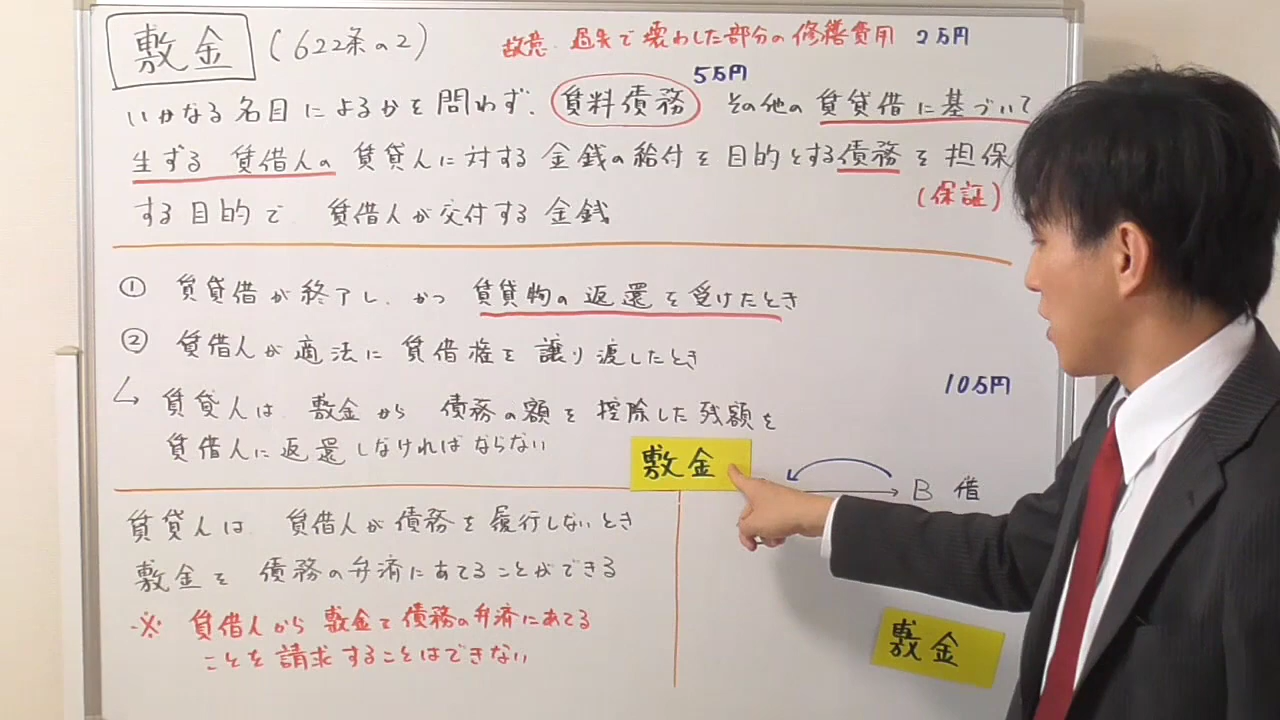 敷金 (622条の2)
故意 過失で壊わした部分の修繕費用 2万円
5万円
いかなる名目によるかを問わず、賃料債務 その他の賃貸借に基づいて
生ずる 賃借人の賃貸人に対する金銭の給付を目的とする債務を担保
(保証)
する目的で 賃借人が交付する金銭
① 賃貸借が終了し、かつ 賃貸物の返還を受けたとき
② 賃借人が適法に賃借権を譲り渡したとき
10万円
↳ 賃貸人は 敷金から 債務の額を控除した残額を
賃借人に返還しなければならない
敷金
B 借
賃貸人は 賃借人が債務を履行しないとき
敷金を 債務の弁済にあてることができる
※ 賃借人から敷金で債務の弁済にあてる
ことを請求することはできない
敷金